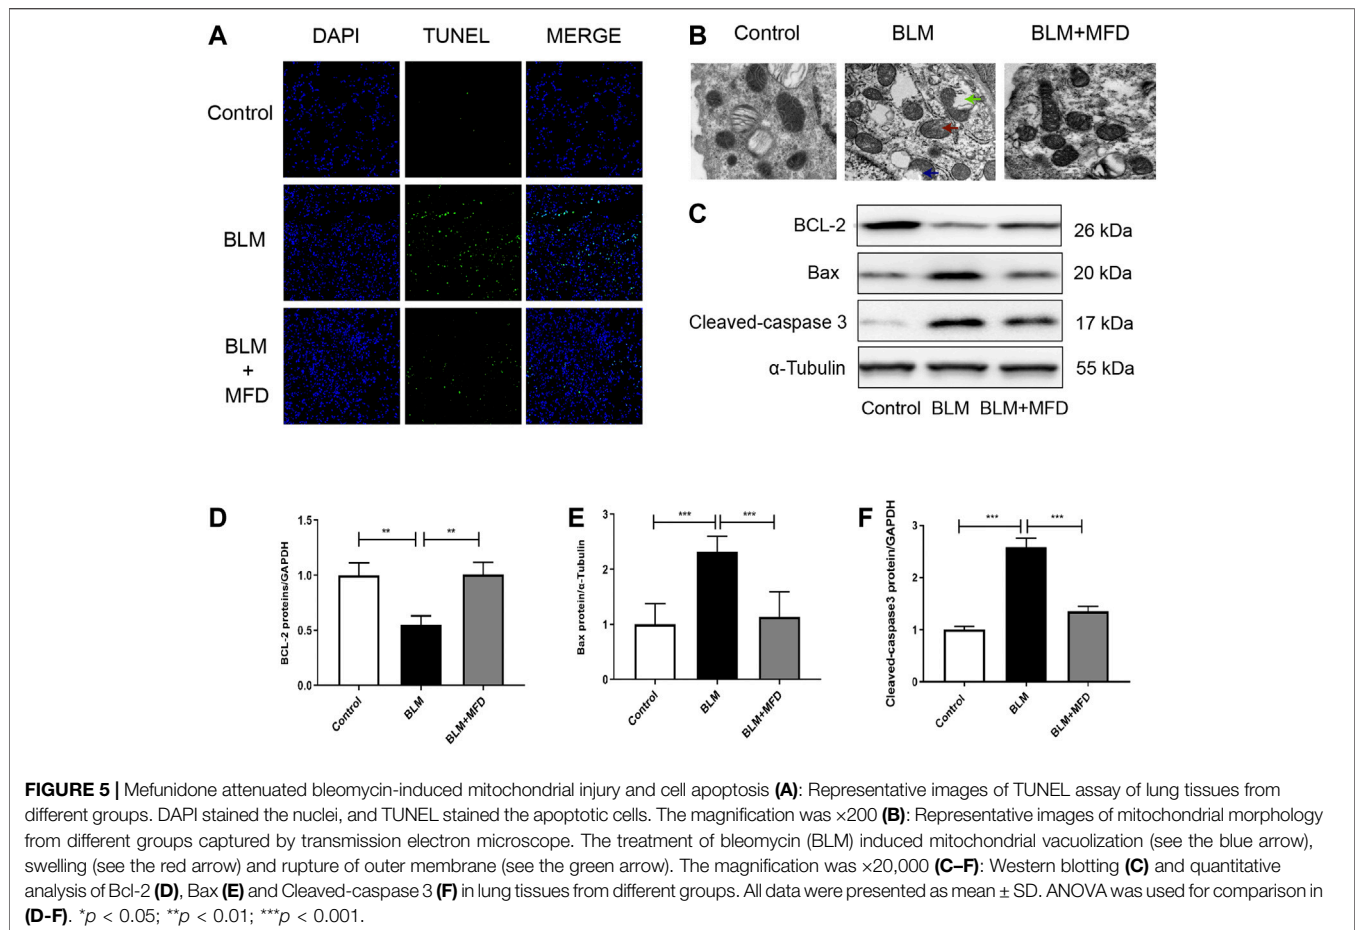 A
DAPI TUNEL MERGE
Control
BLM
BLM
+
MFD
B
Control BLM BLM+MFD
C
BCL-2 26 kDa
Bax 20 kDa
Cleaved-caspase 3 17 kDa
α-Tubulin 55 kDa
Control BLM BLM+MFD
D
BCL-2 proteins/GAPDH
1.5
1.0
0.5
0.0
** **
Control BLM BLM+MFD
E
Bax protein/α-Tubulin
3
2
1
0
*** ***
Control BLM BLM+MFD
F
Cleaved-caspase3 protein/GAPDH
3
2
1
0
*** ***
Control BLM BLM+MFD
FIGURE 5 | Mefunidone attenuated bleomycin-induced mitochondrial injury and cell apoptosis (A): Representative images of TUNEL assay of lung tissues from
different groups. DAPI stained the nuclei, and TUNEL stained the apoptotic cells. The magnification was ×200 (B): Representative images of mitochondrial morphology
from different groups captured by transmission electron microscope. The treatment of bleomycin (BLM) induced mitochondrial vacuolization (see the blue arrow),
swelling (see the red arrow) and rupture of outer membrane (see the green arrow). The magnification was ×20,000 (C–F): Western blotting (C) and quantitative
analysis of Bcl-2 (D), Bax (E) and Cleaved-caspase 3 (F) in lung tissues from different groups. All data were presented as mean ± SD. ANOVA was used for comparison in
(D-F). *p < 0.05; **p < 0.01; ***p < 0.001.